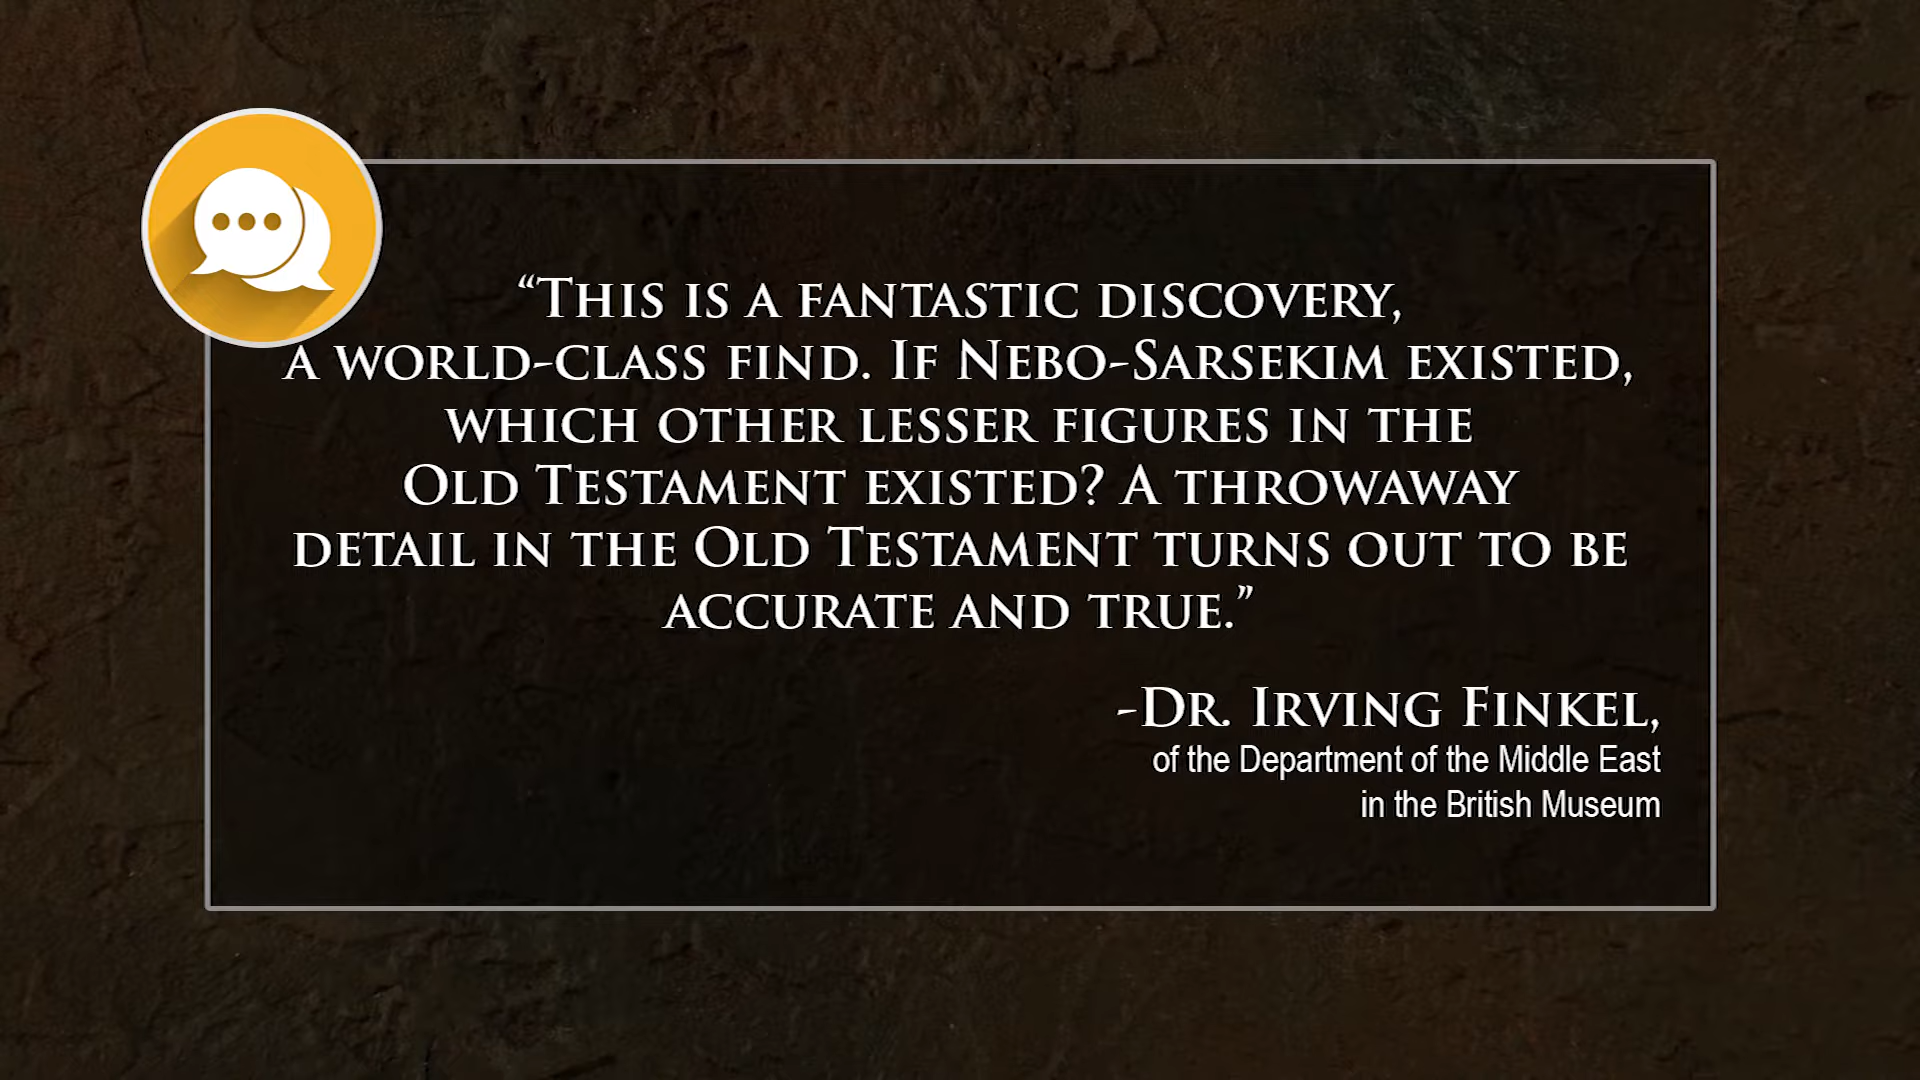 “This is a fantastic discovery,
a world-class find. If Nebo-Sarsekim existed,
which other lesser figures in the
Old Testament existed? A throwaway
detail in the Old Testament turns out to be
accurate and true.”
-Dr. Irving Finkel,
of the Department of the Middle East
in the British Museum